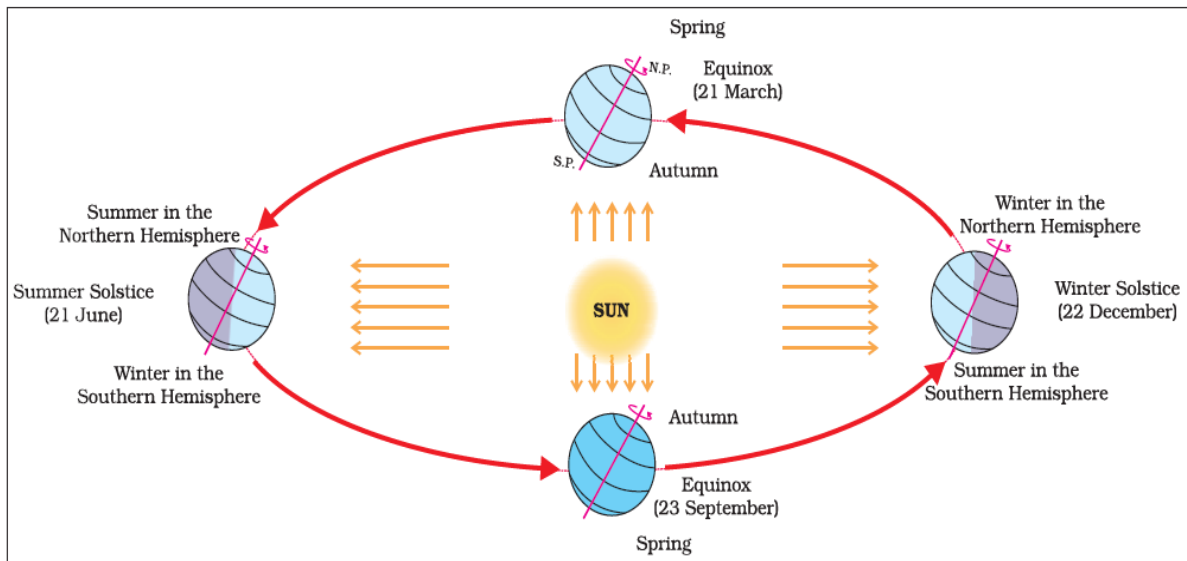 Spring
N.P.
Equinox
(21 March)
S.P.
Autumn
Summer in the
Northern Hemisphere
Winter in the
Northern Hemisphere
Summer Solstice
(21 June)
SUN
Winter Solstice
(22 December)
Winter in the
Southern Hemisphere
Summer in the
Southern Hemisphere
Autumn
Equinox
(23 September)
Spring